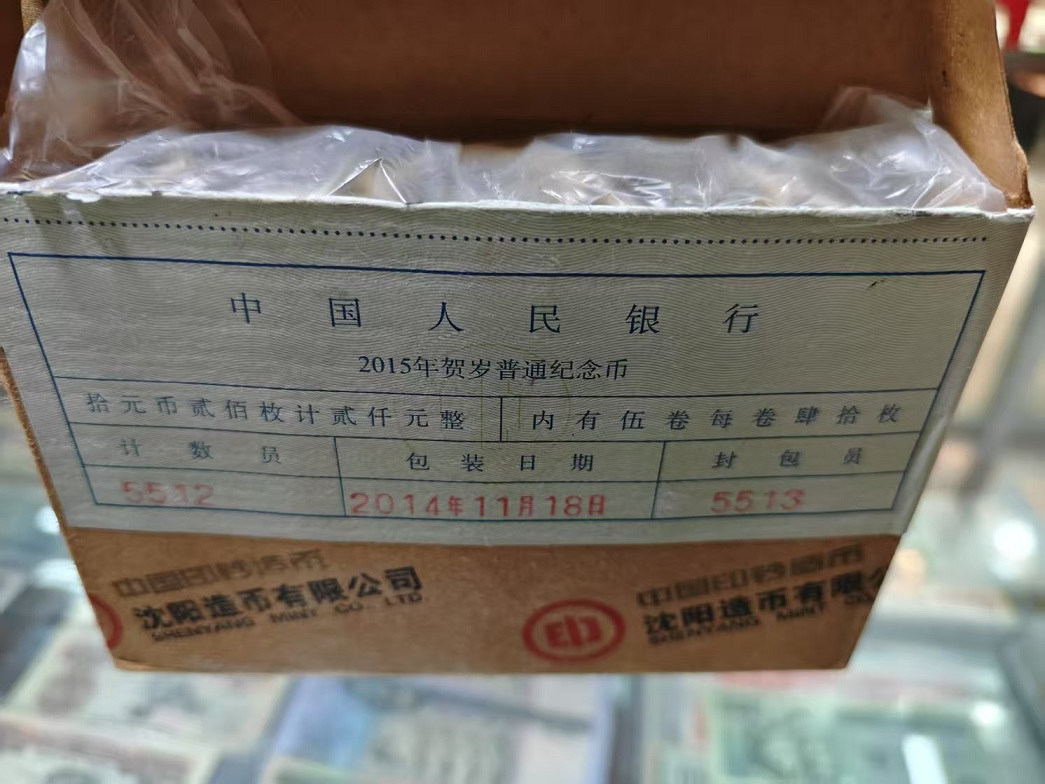 中国人民银行
2015年贺岁普通纪念币
拾元币贰佰枚计贰仟元整 内有伍卷每卷肆拾枚
计数员 包装日期 封包员
5512 2014年11月18日 5513
中国印钞造币 中国印钞造币
沈阳造币有限公司 沈阳造币有限公
SHENYANG MINT CO., LTD SHENYANG MINT CO
印